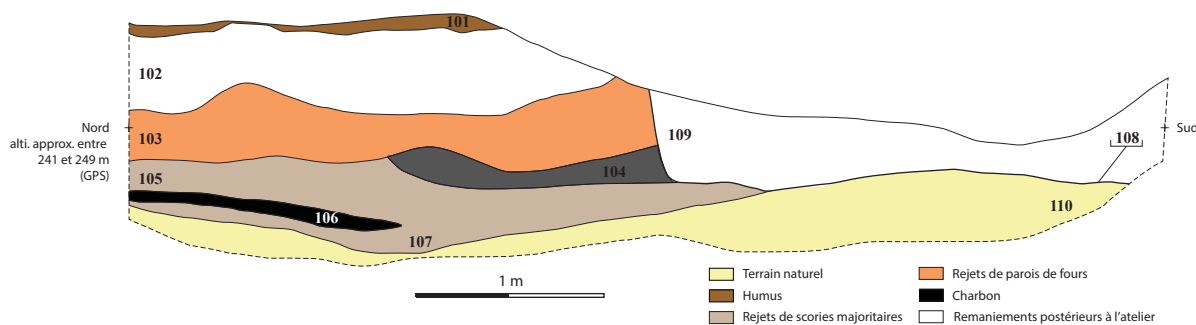 101
102
Nord
alti. approx. entre
241 et 249 m
(GPS)
103
109
108
Sud
104
105
106
107
110
1 m
Terrain naturel
Humus
Rejets de scories majoritaires
Rejets de parois de fours
Charbon
Remaniements postérieurs à l'atelier